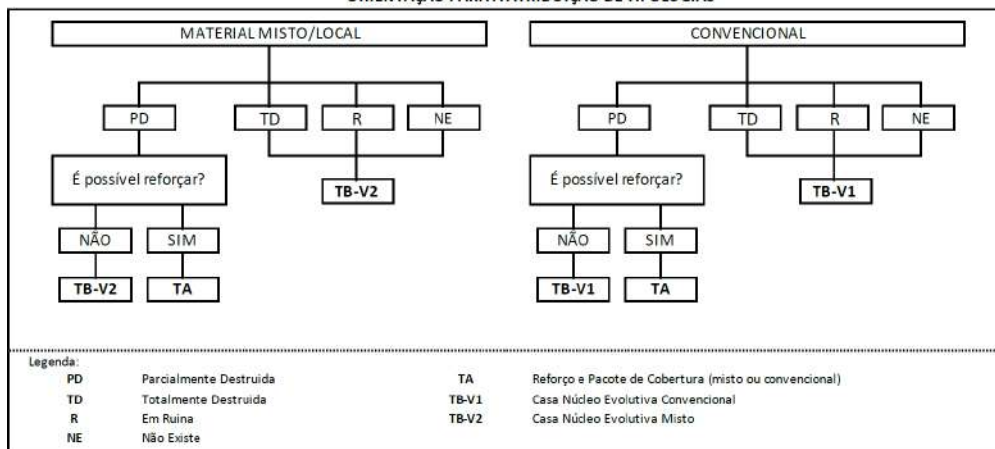 MATERIAL MISTO/LOCAL
CONVENCIONAL
PD TD R NE
PD TD R NE
É possível reforçar?
TB-V2
É possível reforçar?
TB-V1
NÃO SIM
NÃO SIM
TB-V2 TA
TB-V1 TA
Legenda:
PD Parcialmente Destruida TA Reforço e Pacote de Cobertura (misto ou convencional)
TD Totalmente Destruida TB-V1 Casa Núcleo Evolutiva Convencional
R Em Ruina TB-V2 Casa Núcleo Evolutiva Misto
NE Não Existe